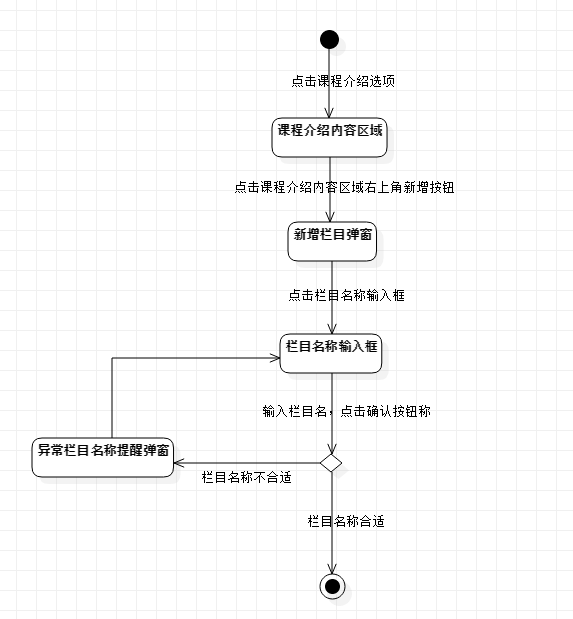 点击课程介绍选项
课程介绍内容区域
点击课程介绍内容区域右上角新增按钮
新增栏目弹窗
点击栏目名称输入框
栏目名称输入框
输入栏目名，点击确认按钮称
异常栏目名称提醒弹窗
栏目名称不合适
栏目名称合适